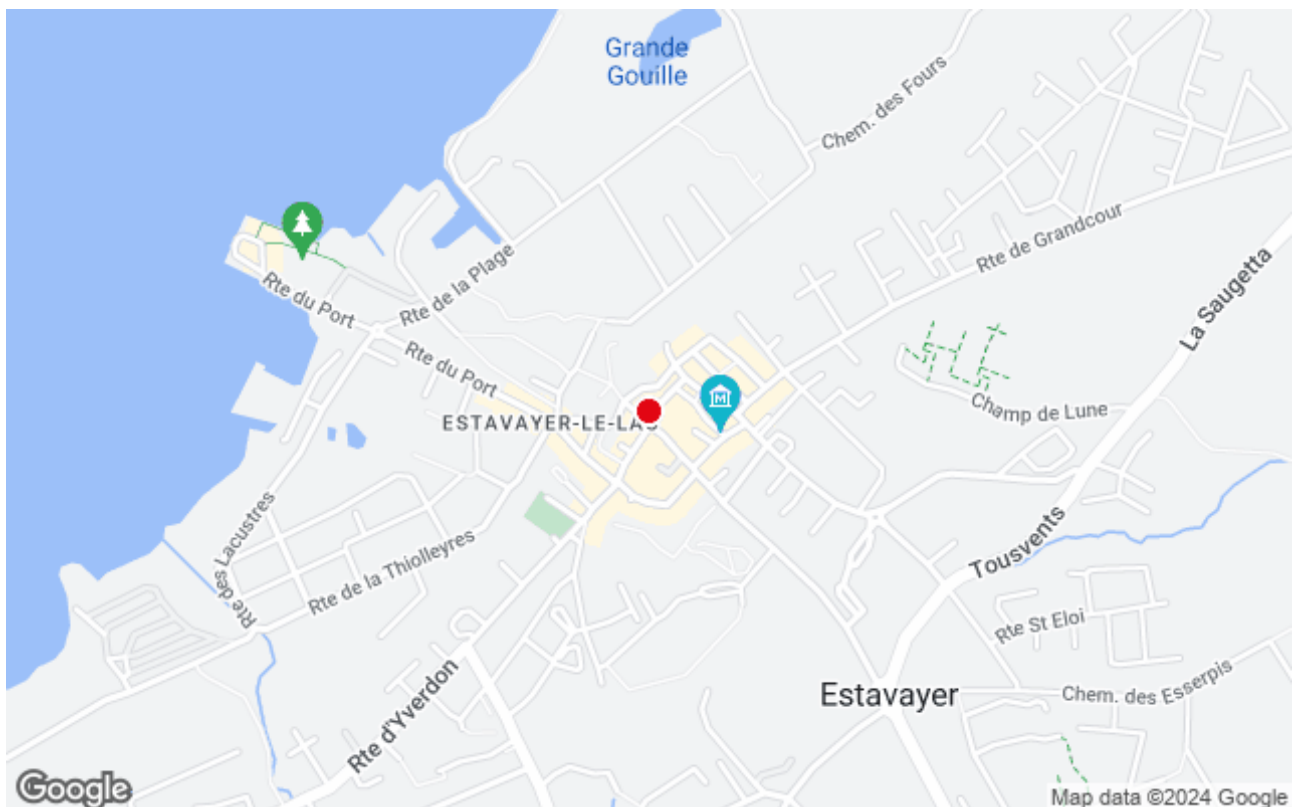 Grande
Gouille
Chem. des Fours
Rte de Grandcour
La Saugetta
Rte de la Plage
Rte du Port
Rte du Port
M
ESTAVAYER-LE-LAC
Champ de Lune
Rte des Lacustres
Rte de la Thiolleyres
Tousvents
Rte St Eloi
Rte d'Yverdon
Estavayer
Chem. des Esserpis
Google
Map data ©2024 Google